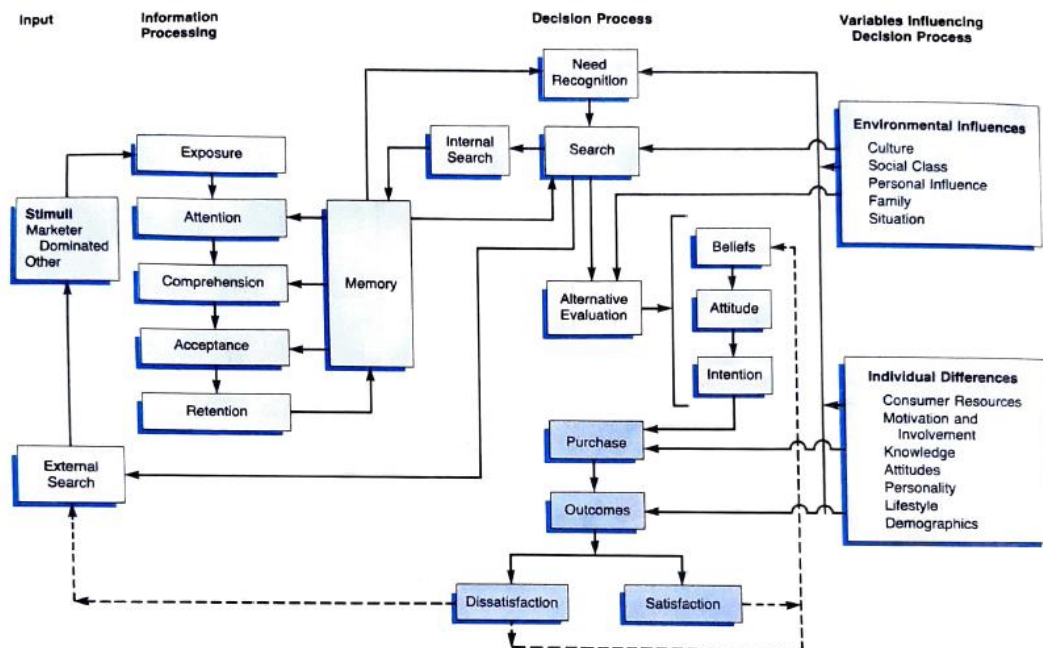 Input
Information
Processing
Decision Process
Variables Influencing
Decision Process
Need
Recognition
Internal
Search
Search
Exposure
Attention
Comprehension
Acceptance
Retention
Memory
Stimuli
Marketer
Dominated
Other
External
Search
Alternative
Evaluation
Beliefs
Attitude
Intention
Purchase
Outcomes
Dissatisfaction
Satisfaction
Environmental Influences
Culture
Social Class
Personal Influence
Family
Situation
Individual Differences
Consumer Resources
Motivation and
Involvement
Knowledge
Attitudes
Personality
Lifestyle
Demographics